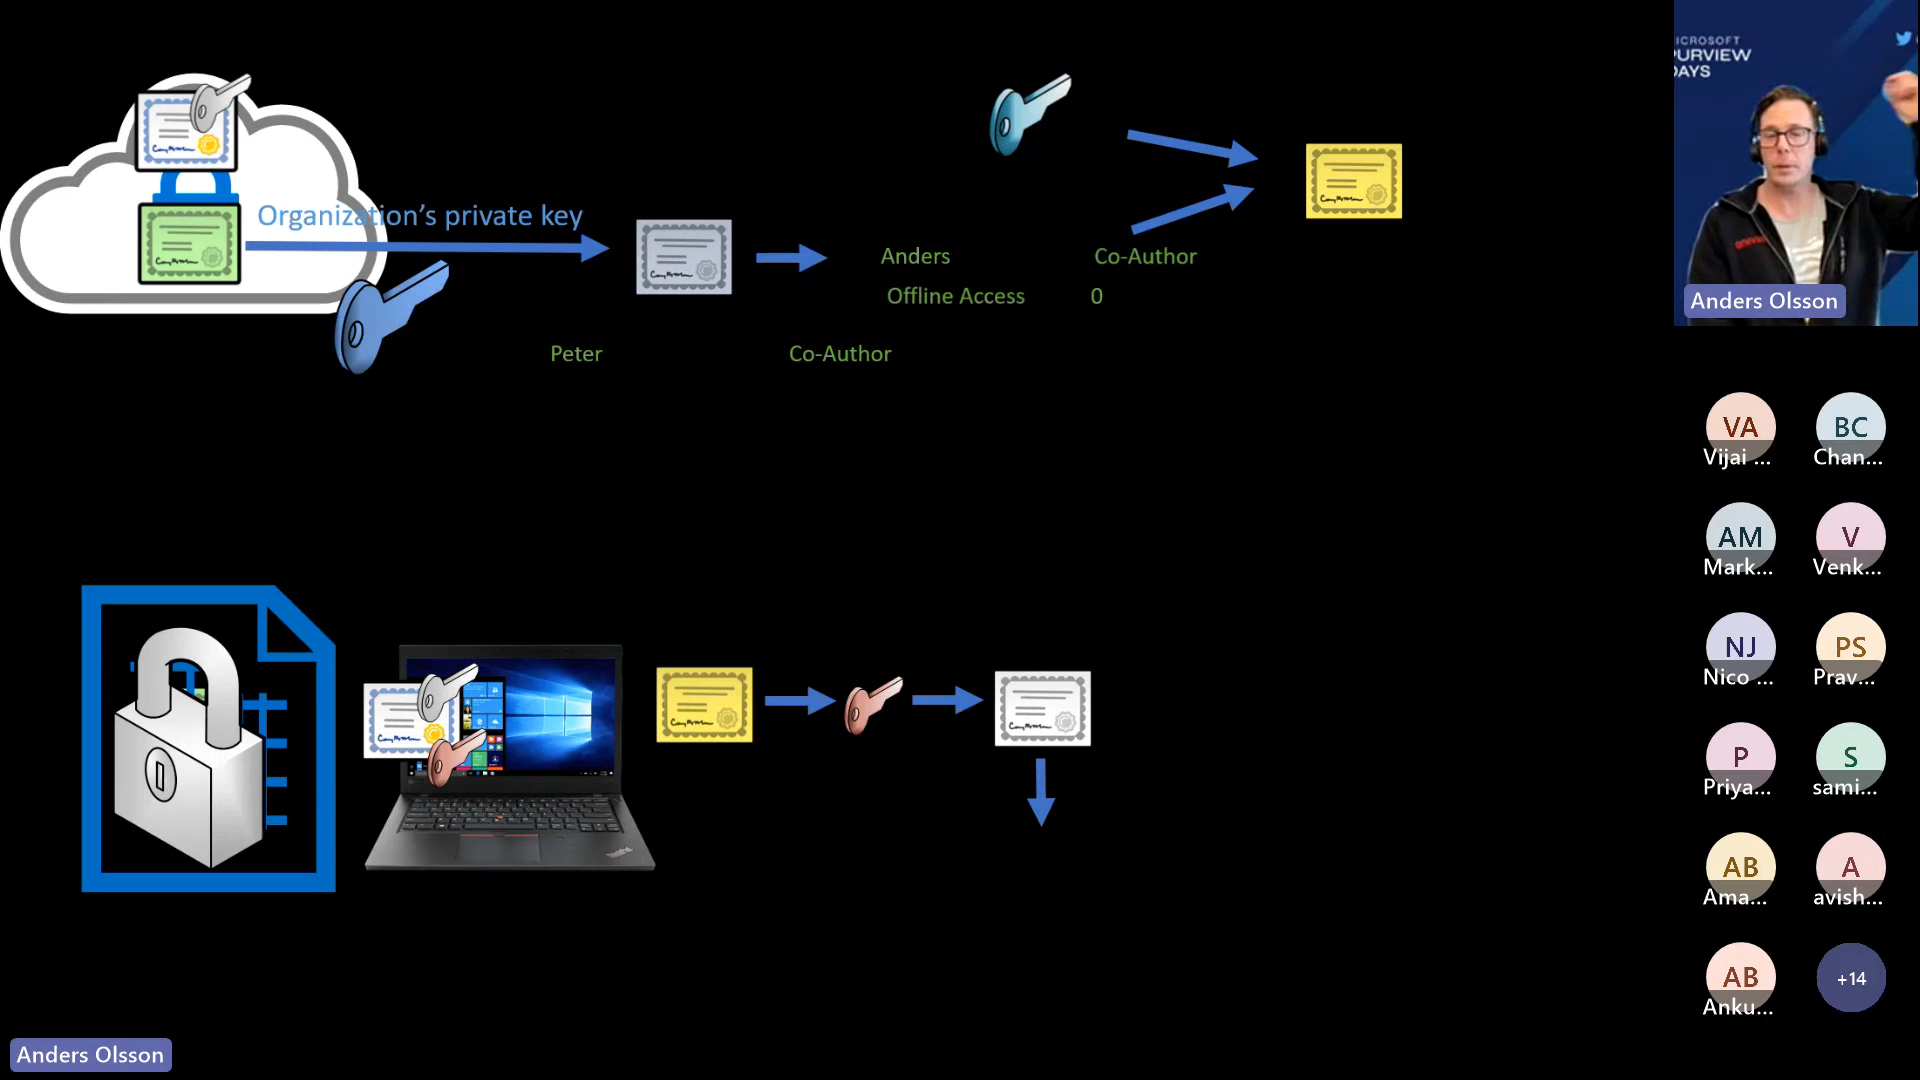 Organization's private key
Anders Co-Author
Offline Access 0
Peter Co-Author
ICROSOFT
PURVIEW
DAYS
Anders Olsson
VA
Vijai ...
BC
Chan...
AM
Mark...
V
Venk...
NJ
Nico ...
PS
Prav...
P
Priya...
S
sami...
AB
Ama...
A
avish...
AB
Anku...
+14
Anders Olsson